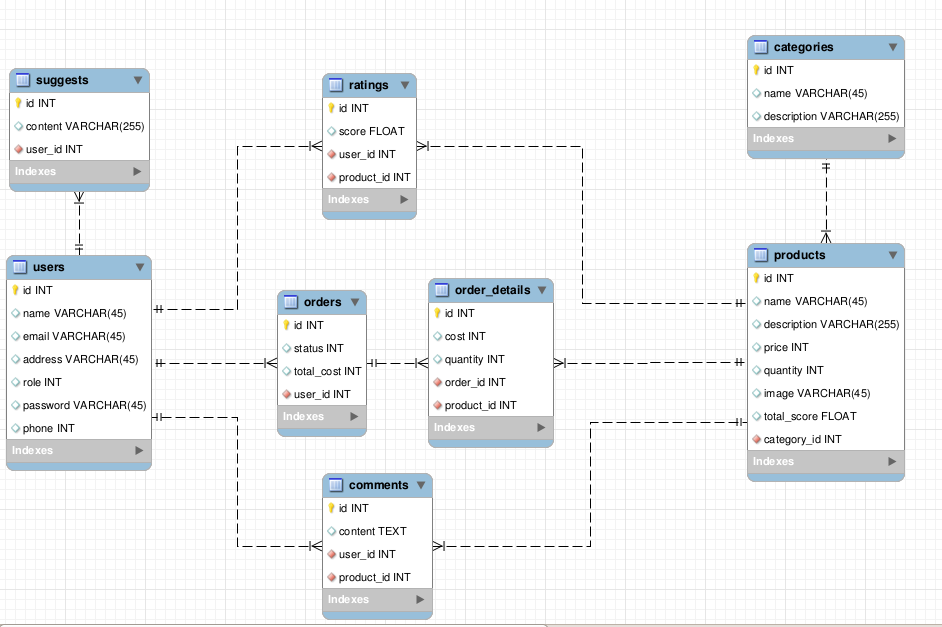 suggests
id INT
content VARCHAR(255)
user_id INT
Indexes
ratings
id INT
score FLOAT
user_id INT
product_id INT
Indexes
categories
id INT
name VARCHAR(45)
description VARCHAR(255)
Indexes
users
id INT
name VARCHAR(45)
email VARCHAR(45)
address VARCHAR(45)
role INT
password VARCHAR(45)
phone INT
Indexes
orders
id INT
status INT
total_cost INT
user_id INT
Indexes
order_details
id INT
cost INT
quantity INT
order_id INT
product_id INT
Indexes
products
id INT
name VARCHAR(45)
description VARCHAR(255)
price INT
quantity INT
image VARCHAR(45)
total_score FLOAT
category_id INT
Indexes
comments
id INT
content TEXT
user_id INT
product_id INT
Indexes